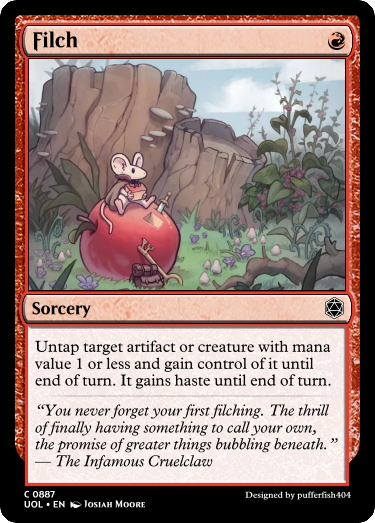 Filch
Sorcery
Untap target artifact or creature with mana
value 1 or less and gain control of it until
end of turn. It gains haste until end of turn.
“You never forget your first filching. The thrill
of finally having something to call your own,
the promise of greater things bubbling beneath.”
— The Infamous Cruelclaw
C 0887
UOL • EN Josiah Moore
Designed by pufferfish404